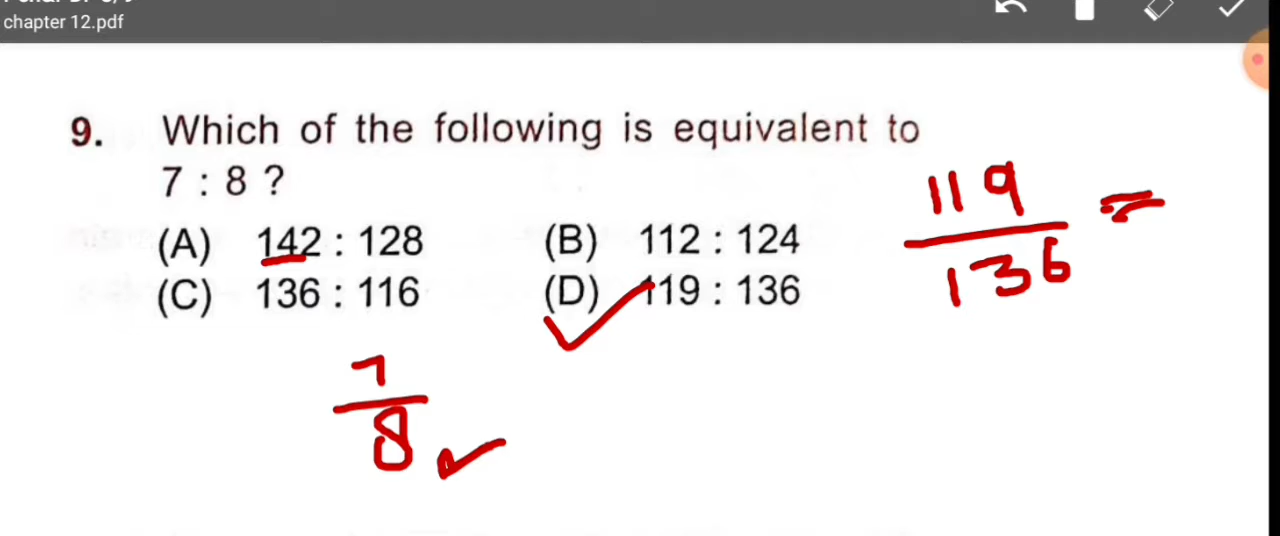 chapter 12.pdf
9. Which of the following is equivalent to
7 : 8 ?
(A) 142 : 128 (B) 112 : 124
(C) 136 : 116 (D) 119 : 136
119
136
=
7
8